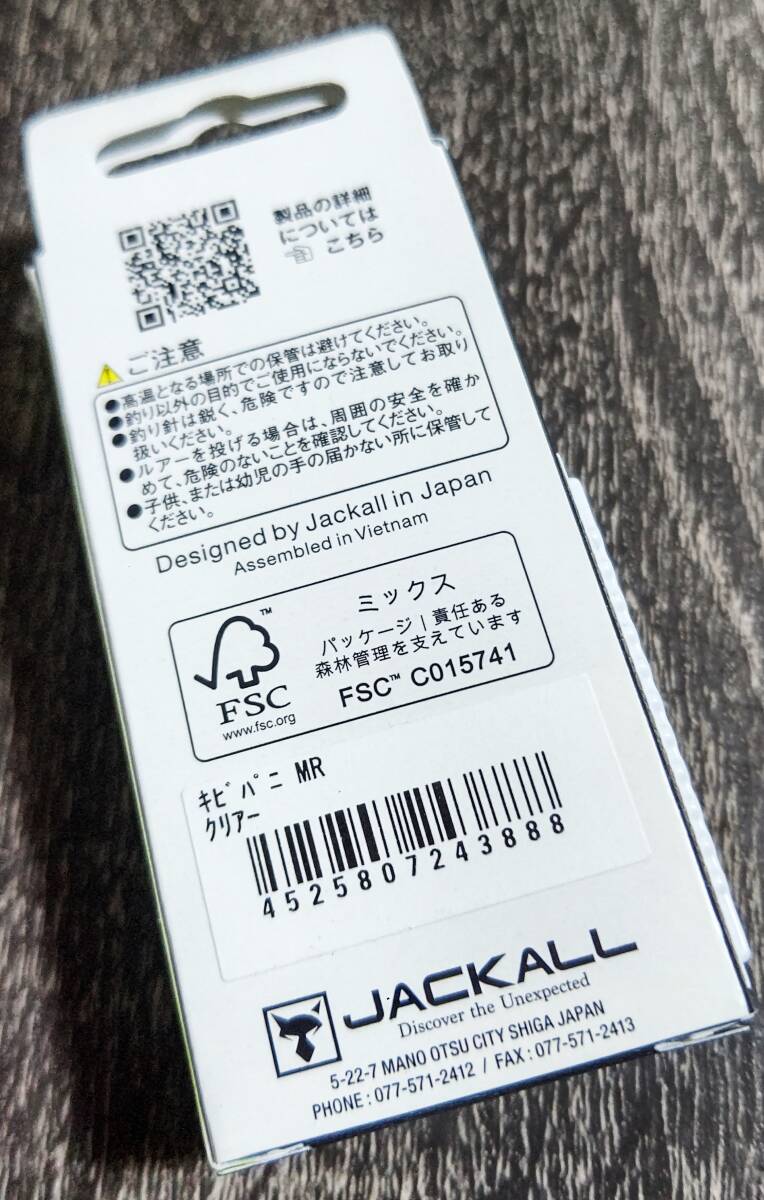 製品の詳細
については
☜ こちら
ご注意
●高温となる場所での保管は避けてください。
●釣り以外の目的でご使用にならないでください。
●釣り針は鋭く、危険ですので注意してお取り
扱いください。
●ルアーを投げる場合は、周囲の安全を確か
めて、危険のないことを確認してください。
●子供、または幼児の手の届かない所に保管して
ください。
Designed by Jackall in Japan
Assembled in Vietnam
ミックス
パッケージ | 責任ある
森林管理を支えています
FSC™ C015741
™
FSC
www.fsc.org
ｷﾋﾞﾊﾟﾆ MR
ｸﾘｱｰ
4525807243888
JACKALL
Discover the Unexpected
5-22-7 MANO OTSU CITY SHIGA JAPAN
PHONE : 077-571-2412 / FAX : 077-571-2413